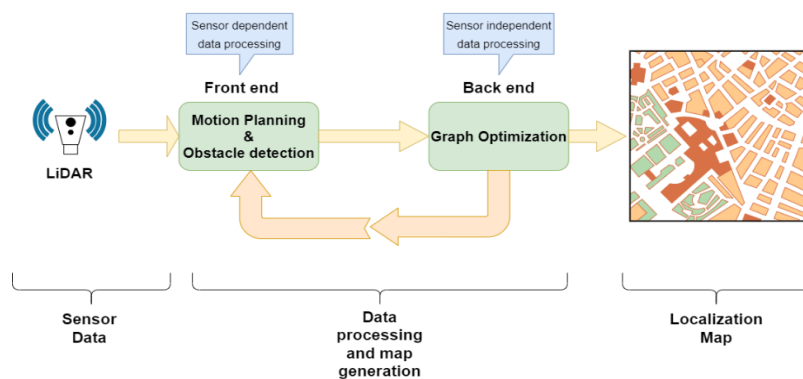 Sensor dependent
data processing
Sensor independent
data processing
Front end
Back end
Motion Planning
&
Obstacle detection
Graph Optimization
LiDAR
Sensor
Data
Data
processing
and map
generation
Localization
Map